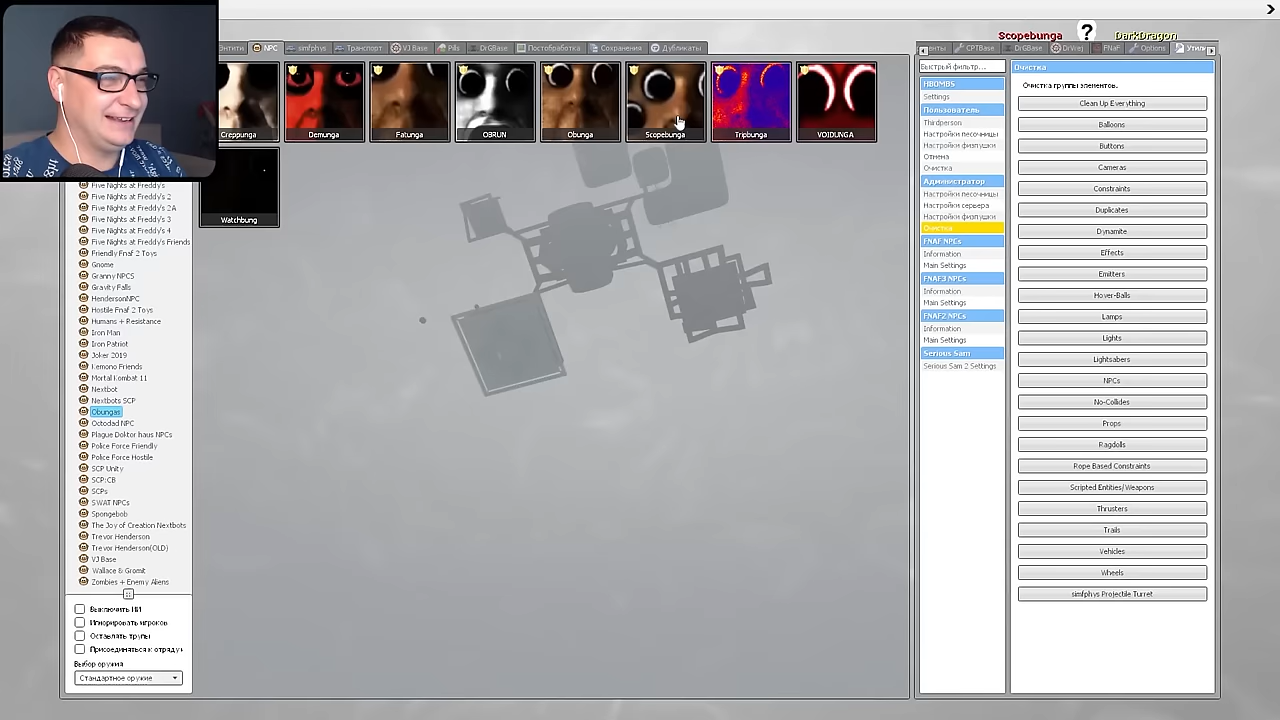 Scopebunga
?
DarkDragon
NPC
simfphys
Транспорт
VJ Base
Pills
DrGBase
Постобработка
Сохранения
Дубликаты
CPTBase
DrGBase
DrVrej
FNaF
Options
Утили
Creppunga
Demunga
Fatunga
OBRUN
Obunga
Scopebunga
Tripbunga
VOIDUNGA
Watchbung
Five Nights at Freddy's
Five Nights at Freddy's 2
Five Nights at Freddy's 2A
Five Nights at Freddy's 3
Five Nights at Freddy's 4
Five Nights at Freddy's Friends
Friendly Fnaf 2 Toys
Gnome
Granny NPCS
Gravity Falls
HendersonNPC
Hostile Fnaf 2 Toys
Humans + Resistance
Iron Man
Iron Patriot
Joker 2019
Kemono Friends
Mortal Kombat 11
Nextbot
Nextbots SCP
Obungas
Octodad NPC
Plague Doktor haus NPCs
Police Force Friendly
Police Force Hostile
SCP Unity
SCP:CB
SCPs
SWAT NPCs
Spongebob
The Joy of Creation Nextbots
Trevor Henderson
Trevor Henderson(OLD)
VJ Base
Wallace & Gromit
Zombies + Enemy Aliens
Выключить ИИ
Игнорировать игроков
Оставлять трупы
Присоединяться к отряду и
Выбор оружия
Стандартное оружие
Быстрый фильтр...
HBOMBS
Settings
Пользователь
Thirdperson
Настройки песочницы
Настройки физпушки
Отмена
Очистка
Администратор
Настройки песочницы
Настройки сервера
Настройки физпушки
Очистка
FNAF NPCs
Information
Main Settings
FNAF3 NPCs
Information
Main Settings
FNAF2 NPCs
Information
Main Settings
Serious Sam
Serious Sam 2 Settings
Очистка
Очистка группы элементов.
Clean Up Everything
Balloons
Buttons
Cameras
Constraints
Duplicates
Dynamite
Effects
Emitters
Hover-Balls
Lamps
Lights
Lightsabers
NPCs
No-Collides
Props
Ragdolls
Rope Based Constraints
Scripted Entities/Weapons
Thrusters
Trails
Vehicles
Wheels
simfphys Projectile Turret